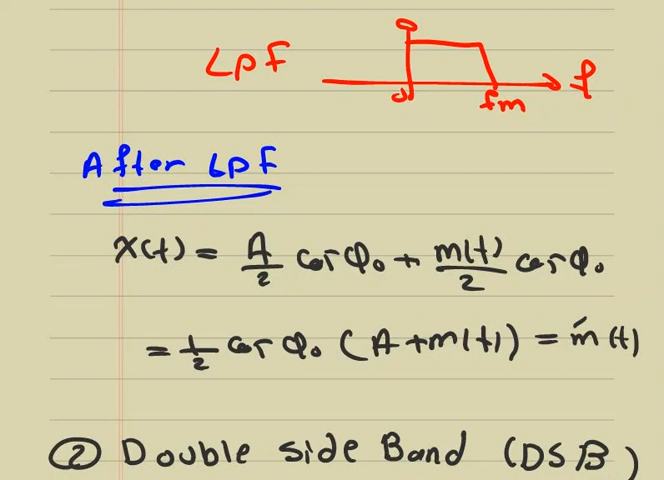 LPF
0
fm
f
After LPF
x(t) = A/2 cos φ₀ + m(t)/2 cos φ₀
= 1/2 cos φ₀ (A + m(t)) = ḿ(t)
② Double side Band (DSB)